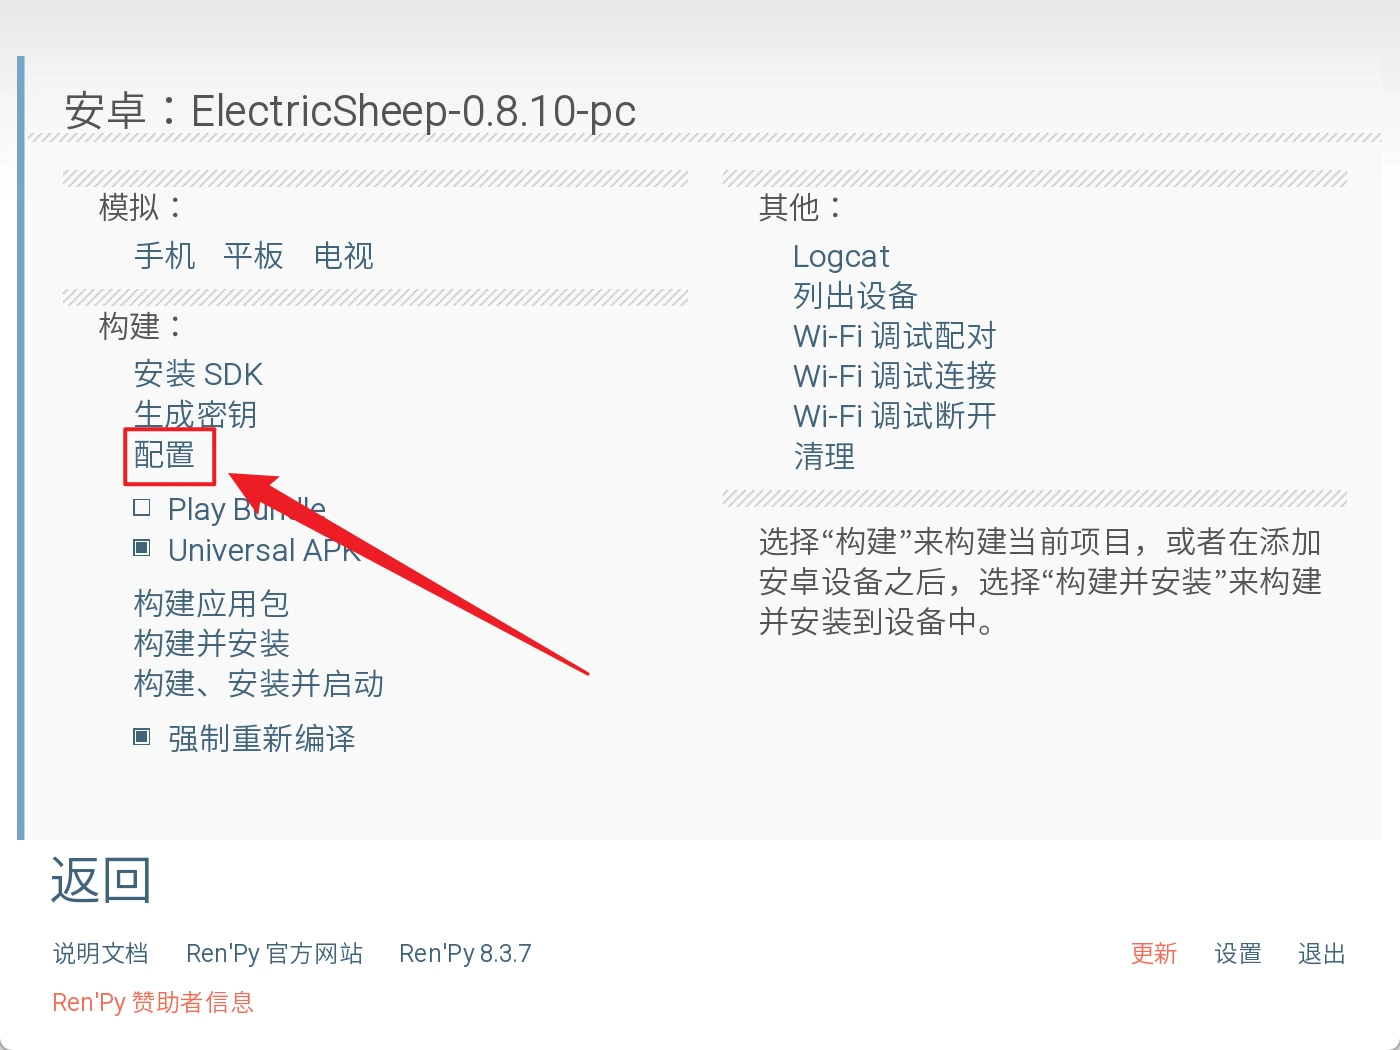 安卓：ElectricSheep-0.8.10-pc
模拟：
手机 平板 电视
构建：
安装 SDK
生成密钥
配置
Play Bundle
Universal APK
构建应用包
构建并安装
构建、安装并启动
强制重新编译
其他：
Logcat
列出设备
Wi-Fi 调试配对
Wi-Fi 调试连接
Wi-Fi 调试断开
清理
选择“构建”来构建当前项目，或者在添加
安卓设备之后，选择“构建并安装”来构建
并安装到设备中。
返回
说明文档 Ren'Py 官方网站 Ren'Py 8.3.7
更新 设置 退出
Ren'Py 赞助者信息